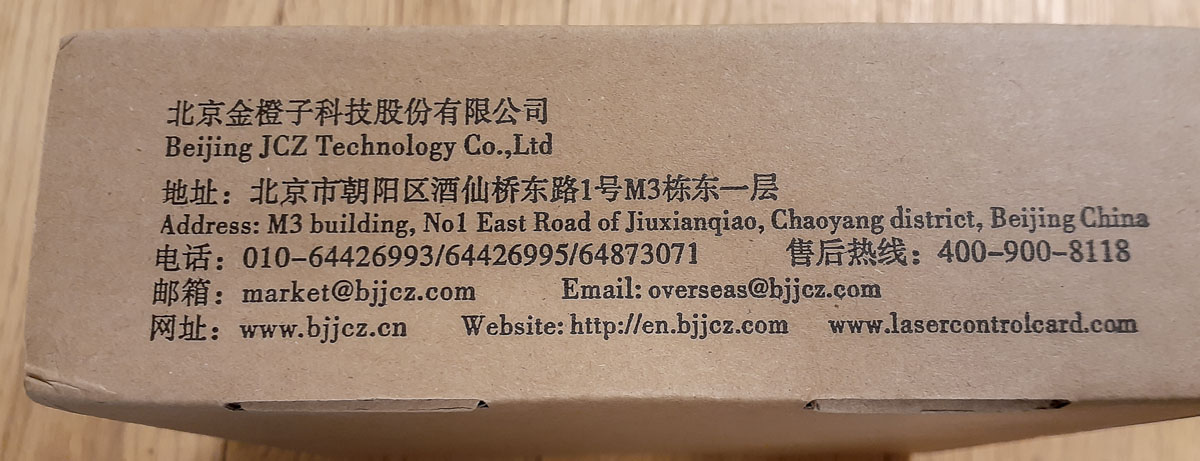 北京金橙子科技股份有限公司
Beijing JCZ Technology Co.,Ltd
地址：北京市朝阳区酒仙桥东路1号M3栋东一层
Address: M3 building, No1 East Road of Jiuxianqiao, Chaoyang district, Beijing China
电话：010-64426993/64426995/64873071 售后热线：400-900-8118
邮箱：market@bjjcz.com Email: overseas@bjjcz.com
网址：www.bjjcz.cn Website: http://en.bjjcz.com www.lasercontrolcard.com